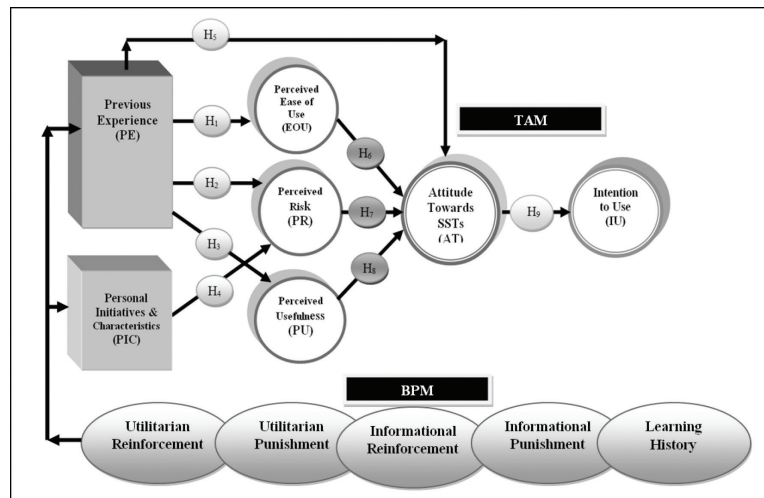 H5
Previous
Experience
(PE)
H1
Perceived
Ease of
Use
(EOU)
TAM
H6
H2
Perceived
Risk
(PR)
H7
Attitude
Towards
SSTs
(AT)
H9
Intention
to Use
(IU)
H3
H4
H8
Personal
Initiatives &
Characteristics
(PIC)
Perceived
Usefulness
(PU)
BPM
Utilitarian
Reinforcement
Utilitarian
Punishment
Informational
Reinforcement
Informational
Punishment
Learning
History